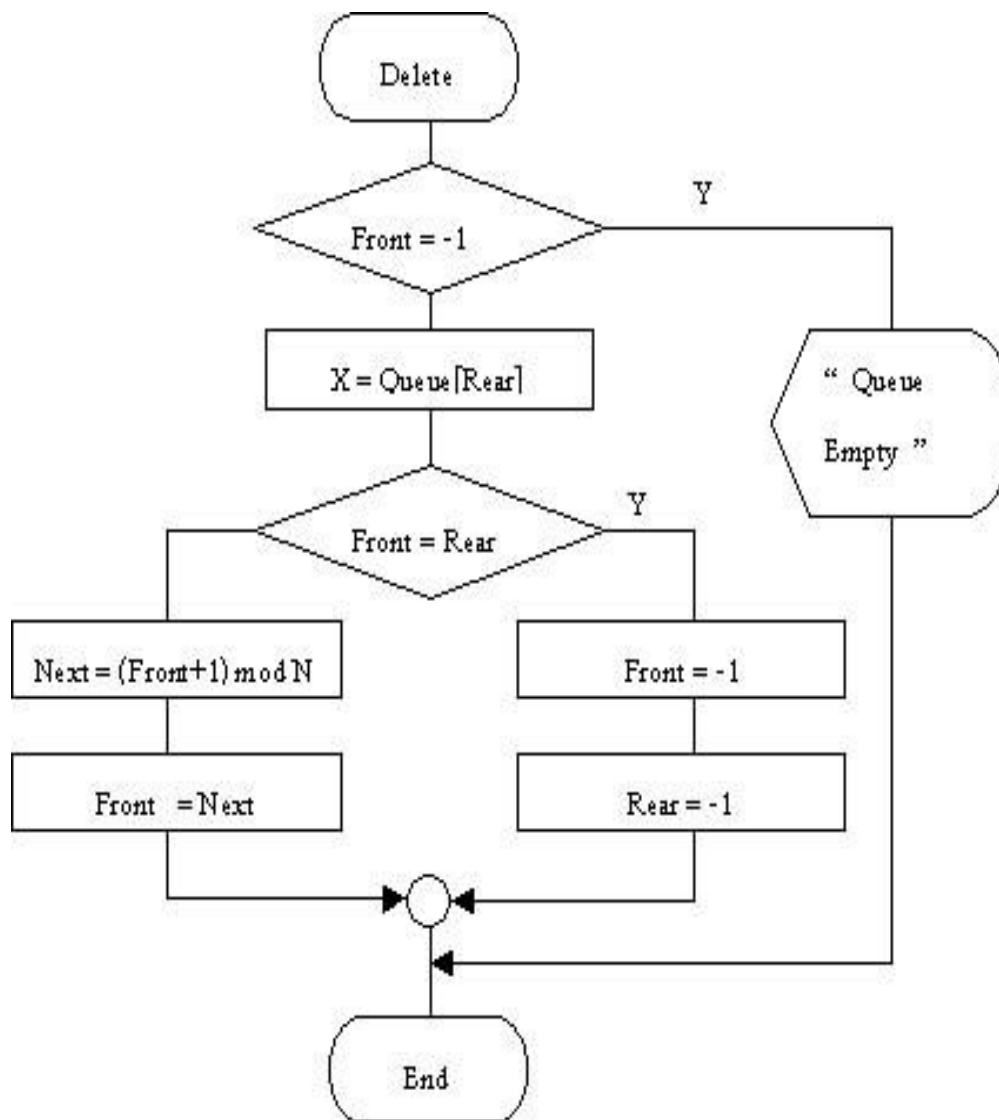 Delete
Y
Front = -1
X = Queue[Rear]
“ Queue
Empty ”
Y
Front = Rear
Next = (Front+1) mod N
Front = -1
Front = Next
Rear = -1
End